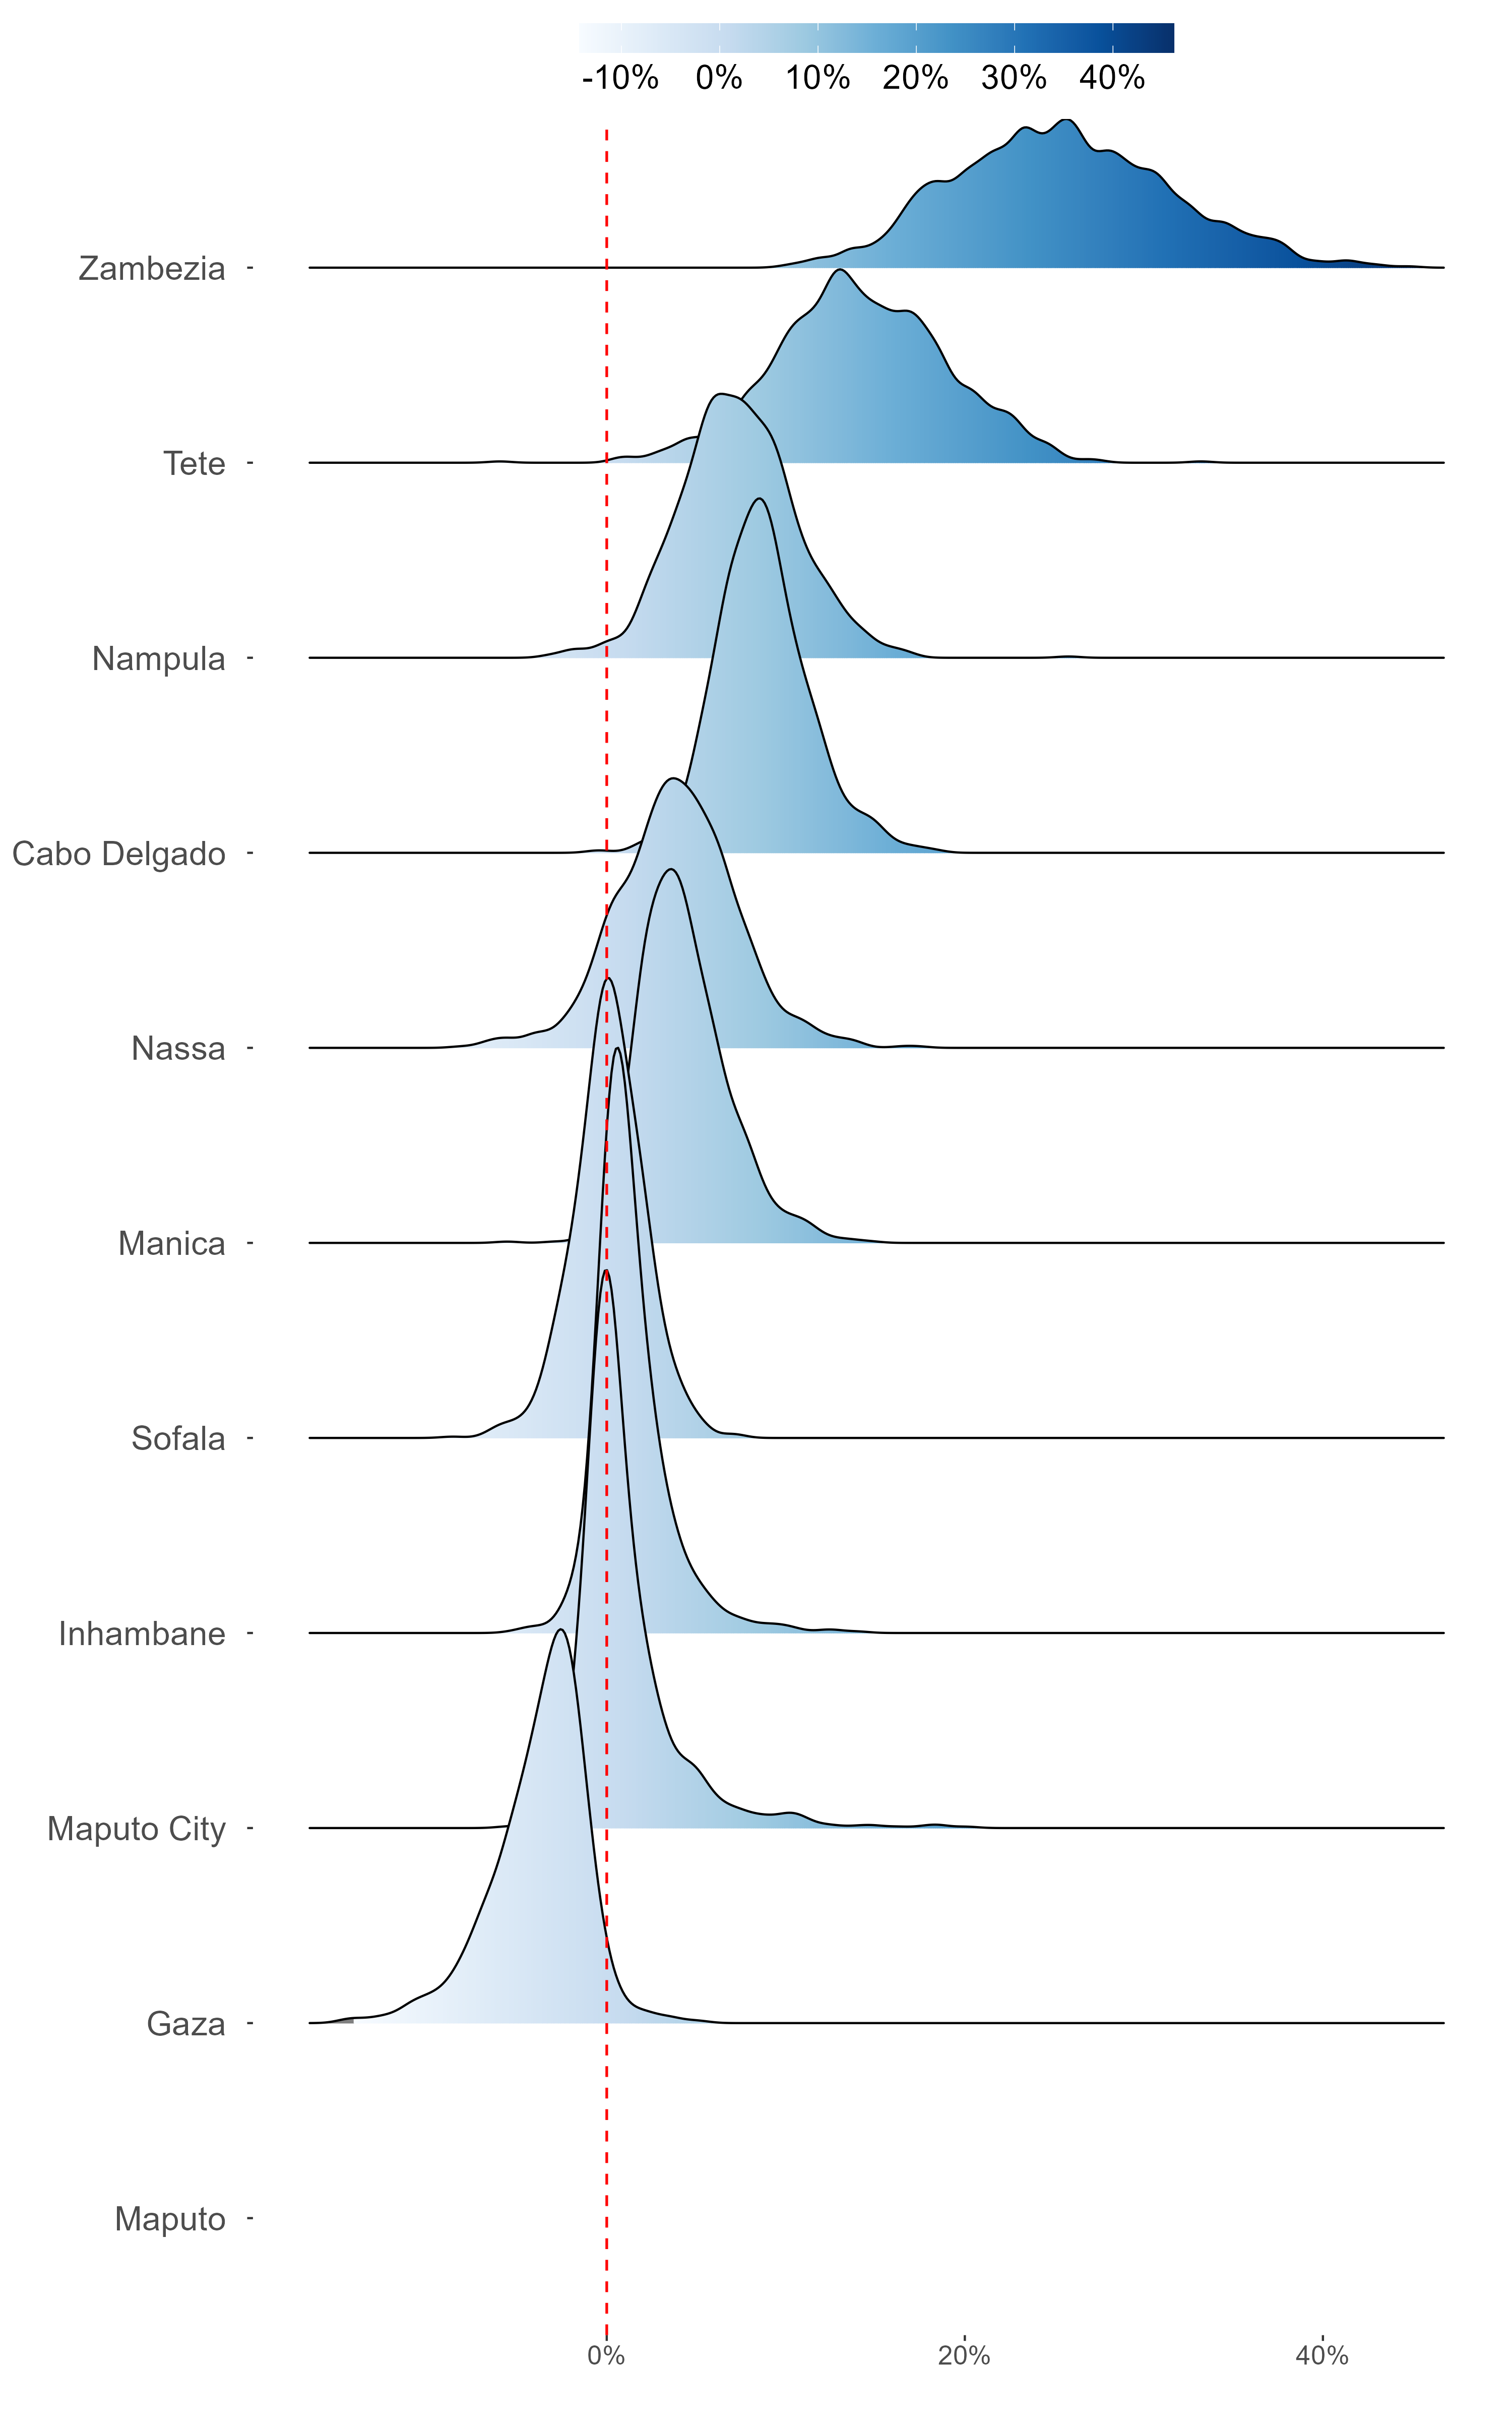 -10% 0% 10% 20% 30% 40%
Zambezia
Tete
Nampula
Cabo Delgado
Nassa
Manica
Sofala
Inhambane
Maputo City
Gaza
Maputo
0% 20% 40%